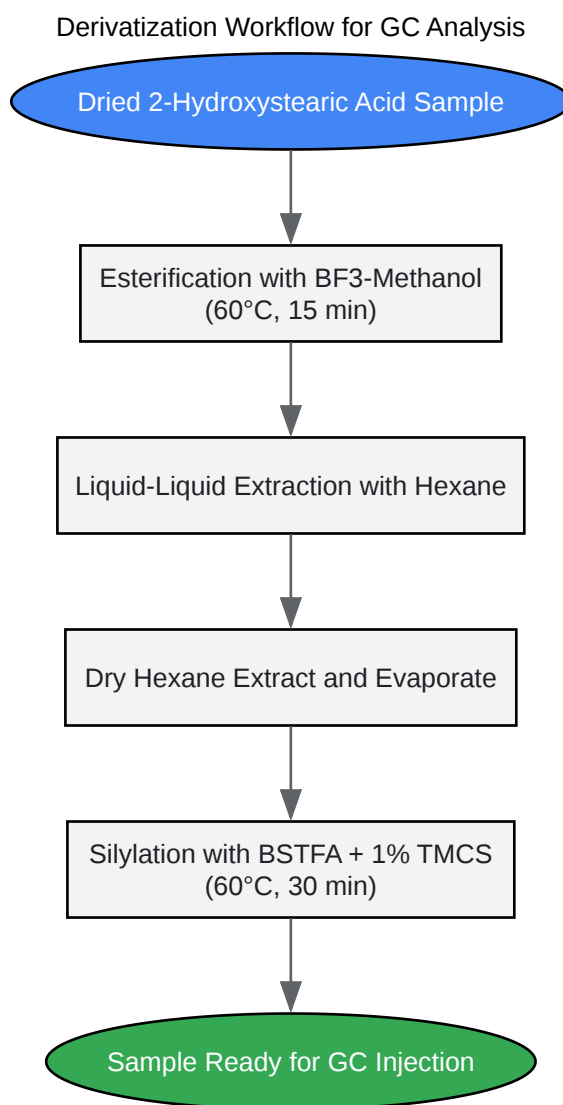 Derivatization Workflow for GC Analysis
Dried 2-Hydroxystearic Acid Sample
Esterification with BF3-Methanol
(60°C, 15 min)
Liquid-Liquid Extraction with Hexane
Dry Hexane Extract and Evaporate
Silylation with BSTFA + 1% TMCS
(60°C, 30 min)
Sample Ready for GC Injection